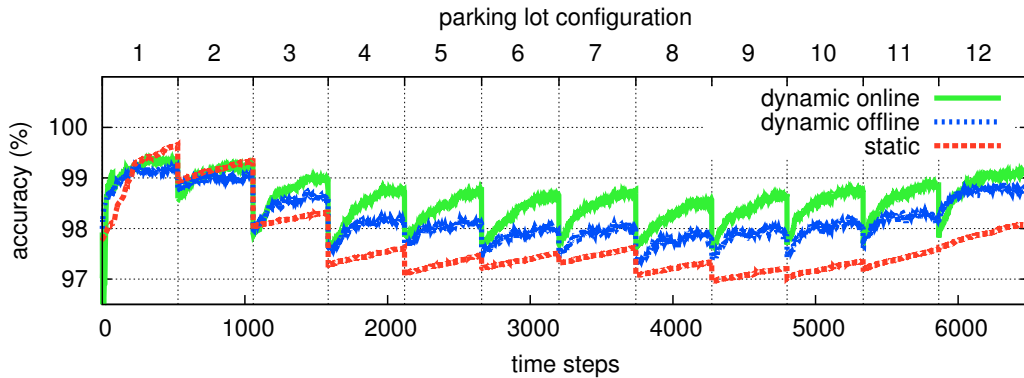 parking lot configuration
1 2 3 4 5 6 7 8 9 10 11 12
dynamic online
dynamic offline
static
accuracy (%)
100
99
98
97
0 1000 2000 3000 4000 5000 6000
time steps